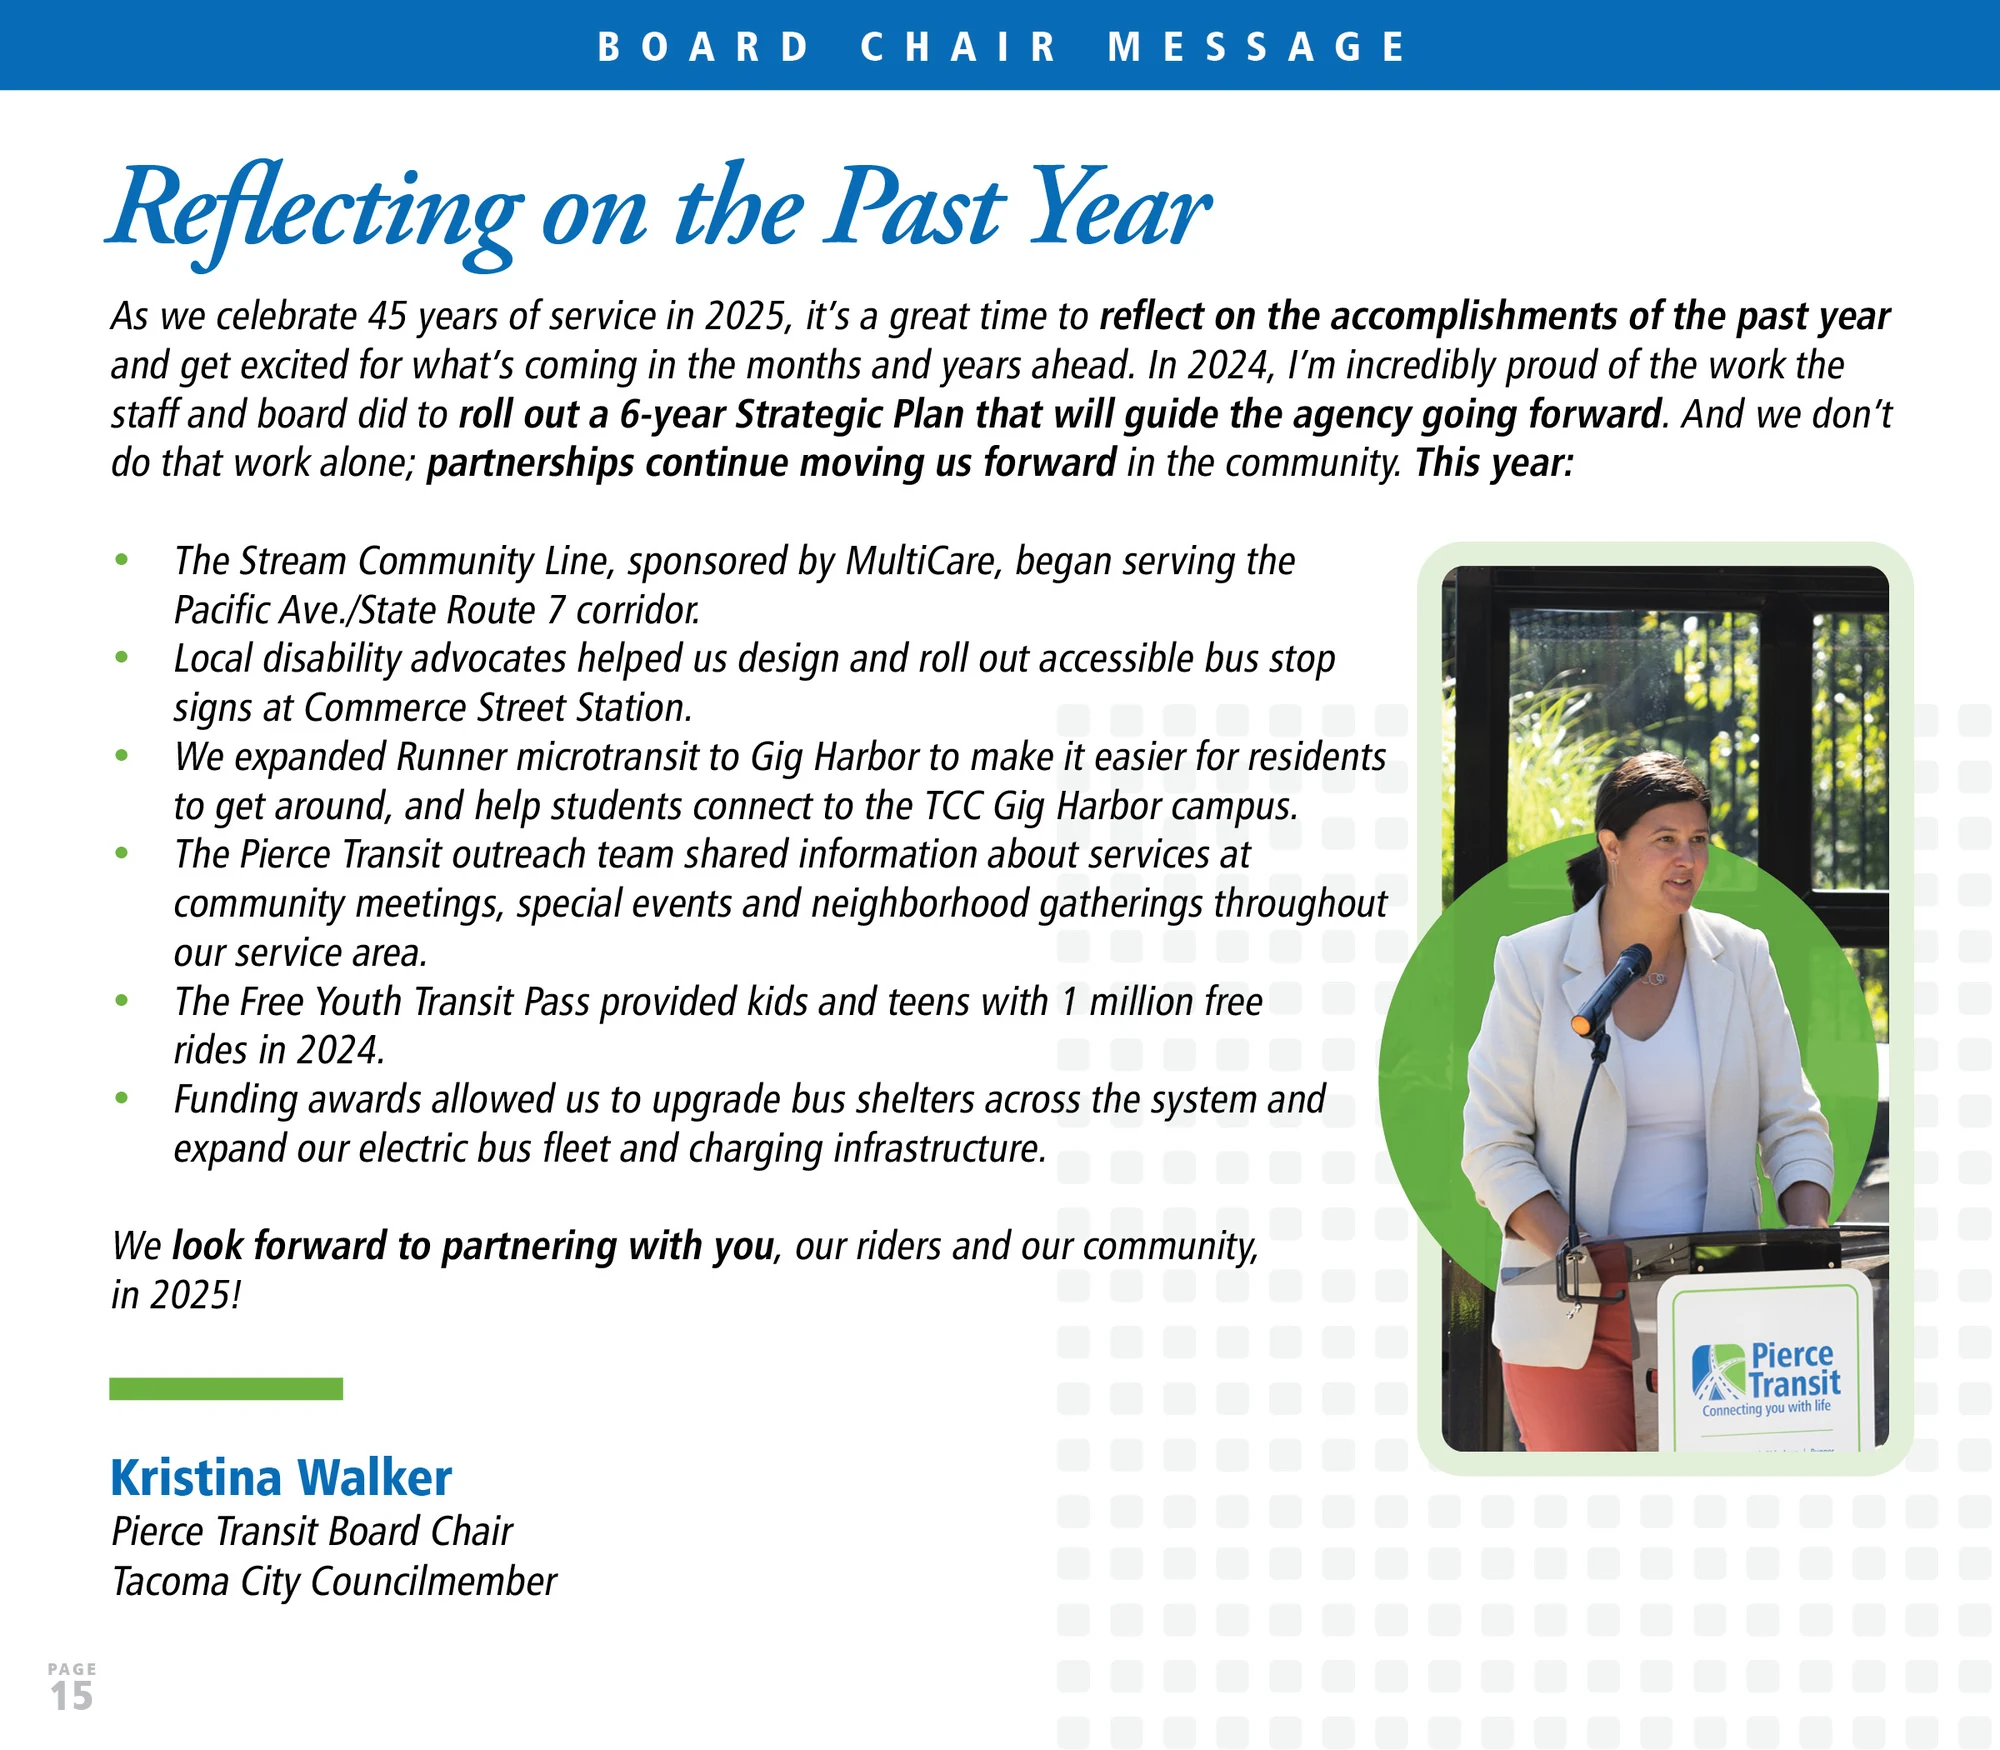 BOARD CHAIR MESSAGE
Reflecting on the Past Year
As we celebrate 45 years of service in 2025, it’s a great time to reflect on the accomplishments of the past year
and get excited for what’s coming in the months and years ahead. In 2024, I’m incredibly proud of the work the
staff and board did to roll out a 6-year Strategic Plan that will guide the agency going forward. And we don’t
do that work alone; partnerships continue moving us forward in the community. This year:
• The Stream Community Line, sponsored by MultiCare, began serving the
Pacific Ave./State Route 7 corridor.
• Local disability advocates helped us design and roll out accessible bus stop
signs at Commerce Street Station.
• We expanded Runner microtransit to Gig Harbor to make it easier for residents
to get around, and help students connect to the TCC Gig Harbor campus.
• The Pierce Transit outreach team shared information about services at
community meetings, special events and neighborhood gatherings throughout
our service area.
• The Free Youth Transit Pass provided kids and teens with 1 million free
rides in 2024.
• Funding awards allowed us to upgrade bus shelters across the system and
expand our electric bus fleet and charging infrastructure.
We look forward to partnering with you, our riders and our community,
in 2025!
Kristina Walker
Pierce Transit Board Chair
Tacoma City Councilmember
Pierce
Transit
Connecting you with life
PAGE
15